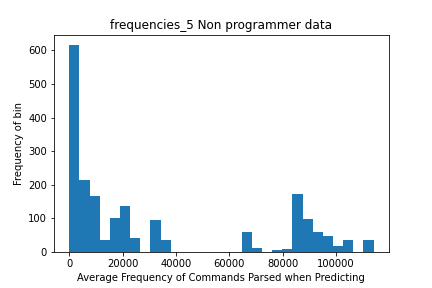 frequencies_5 Non programmer data
Frequency of bin
600
500
400
300
200
100
0
0 20000 40000 60000 80000 100000
Average Frequency of Commands Parsed when Predicting